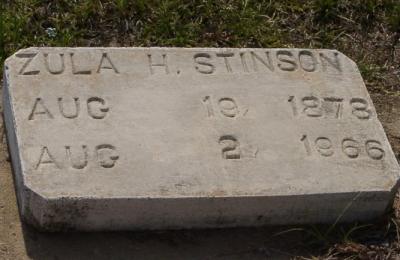 ZULA H. STINSON
AUG 19, 1878
AUG 2, 1966